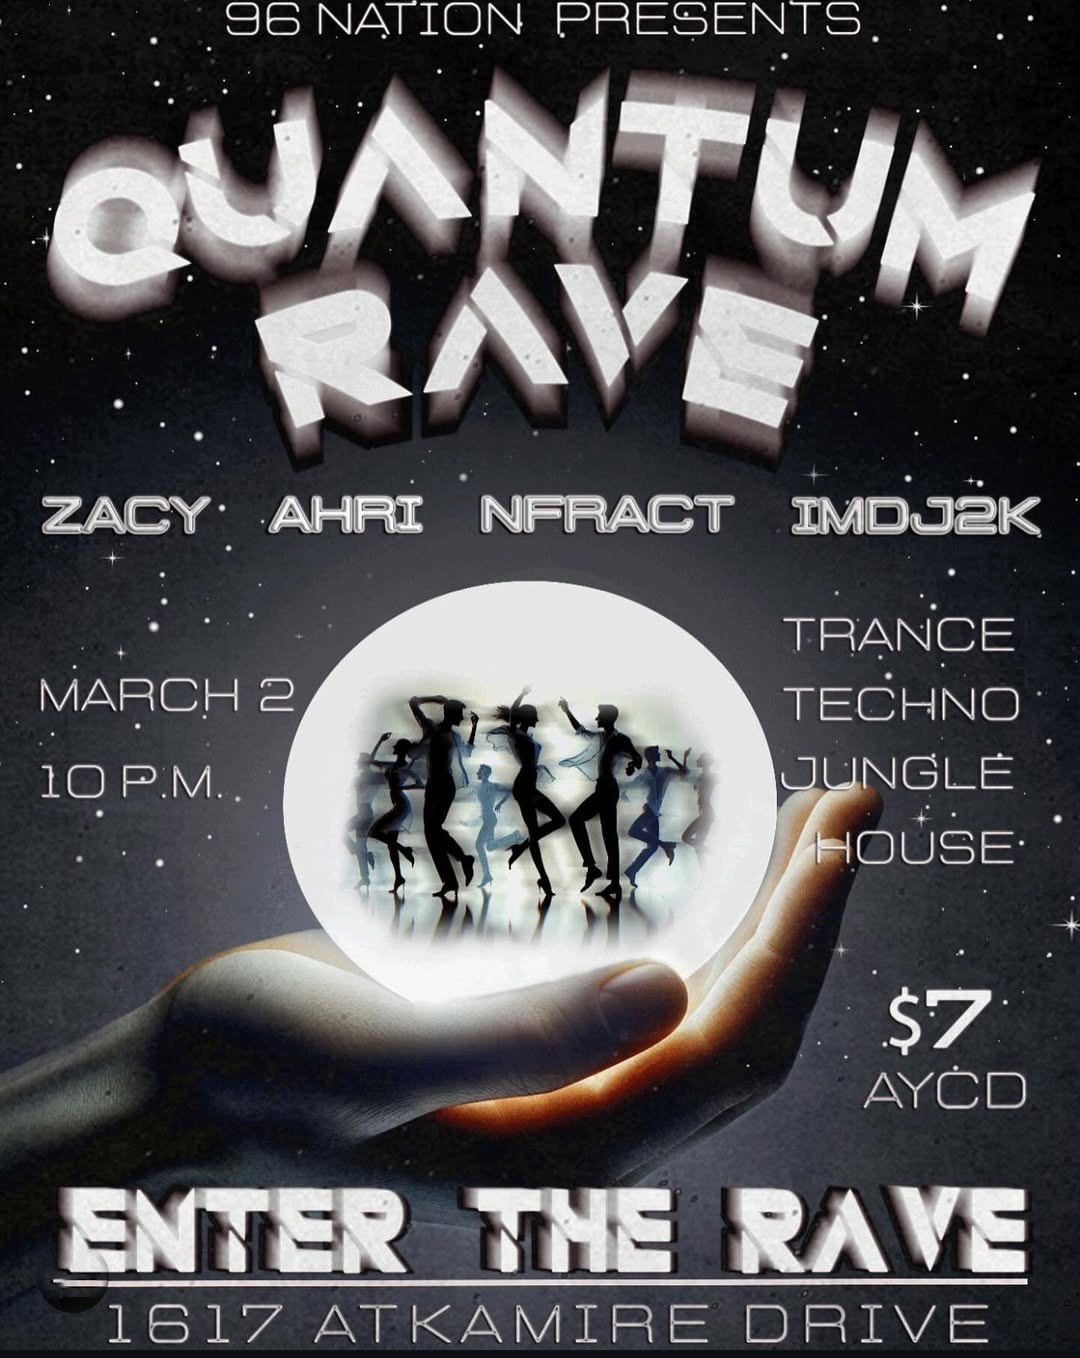 96 NATION PRESENTS
QUANTUM
RAVE
ZACY AHRI NFRACT IMDJ2K
MARCH 2
10 P.M.
TRANCE
TECHNO
JUNGLE
HOUSE
$7
AYCD
ENTER THE RAVE
1617 ATKAMIRE DRIVE